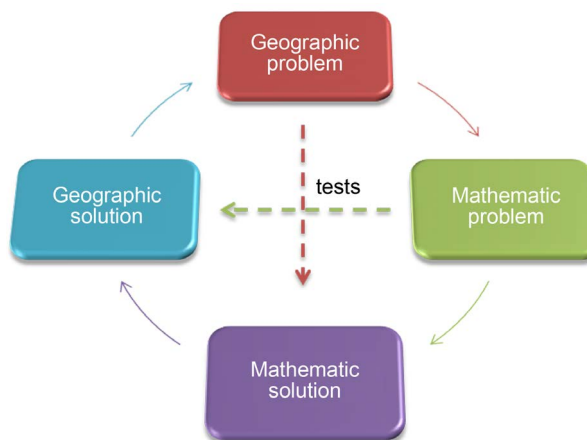 Geographic
problem
tests
Geographic
solution
Mathematic
problem
Mathematic
solution